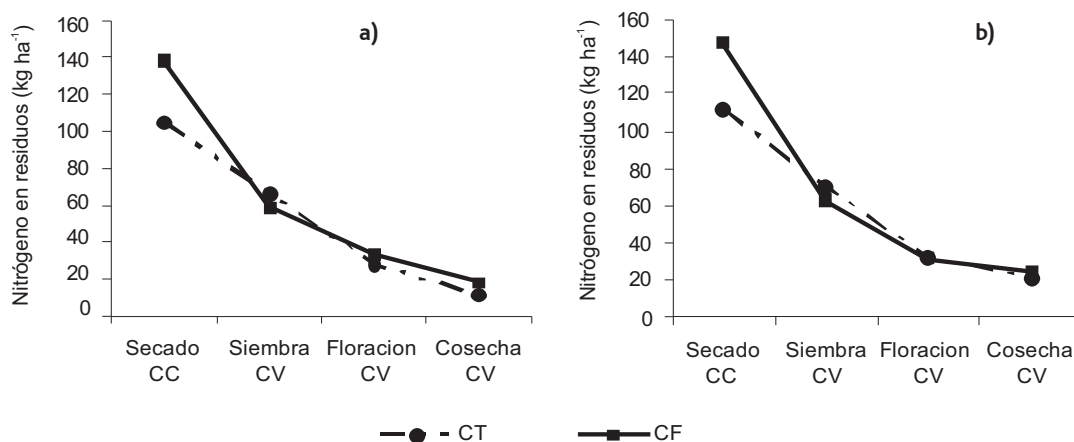 Nitrógeno en residuos (kg ha⁻¹)
160
140
120
100
80
60
40
20
0
a)
Secado CC
Siembra CV
Floracion CV
Cosecha CV
Nitrógeno en residuos (kg ha⁻¹)
160
140
120
100
80
60
40
20
0
b)
Secado CC
Siembra CV
Floracion CV
Cosecha CV
CT
CF